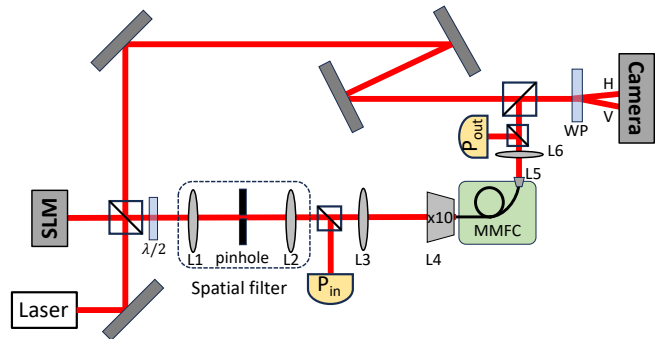 Camera
H
V
WP
P_out
L6
L5
SLM
x10
MMFC
λ/2
L1
pinhole
L2
L3
L4
Spatial filter
P_in
Laser